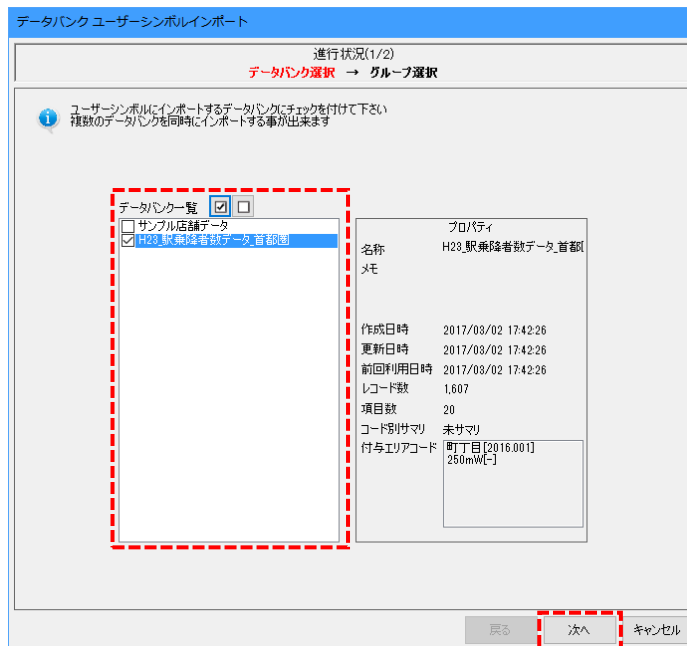 データバンク ユーザーシンボルインポート
進行状況(1/2)
データバンク選択 → グループ選択
ユーザーシンボルにインポートするデータバンクにチェックを付けて下さい
複数のデータバンクを同時にインポートする事が出来ます
データバンク一覧
サンプル店舗データ
H23_駅乗降者数データ_首都圏
プロパティ
名称 H23_駅乗降者数データ_首都
メモ
作成日時 2017/03/02 17:42:26
更新日時 2017/03/02 17:42:26
前回利用日時 2017/03/02 17:42:26
レコード数 1,607
項目数 20
コード別サマリ 未サマリ
付与エリアコード 町丁目[2016.001]
250mW[-]
戻る 次へ キャンセル